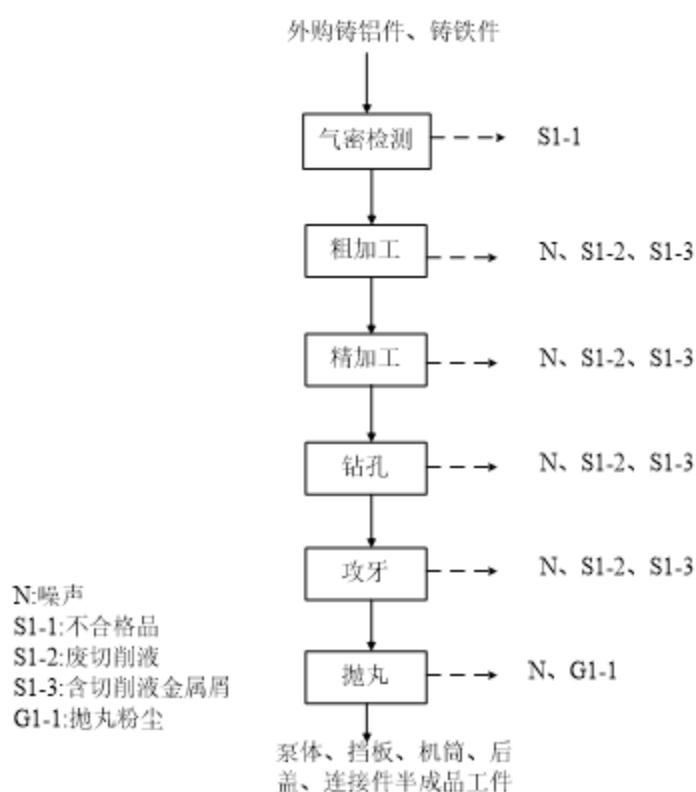 外购铸铝件、铸铁件
气密检测
S1-1
粗加工
N、S1-2、S1-3
精加工
N、S1-2、S1-3
钻孔
N、S1-2、S1-3
攻牙
N、S1-2、S1-3
抛丸
N、G1-1
N:噪声
S1-1:不合格品
S1-2:废切削液
S1-3:含切削液金属屑
G1-1:抛丸粉尘
泵体、挡板、机筒、后
盖、连接件半成品工件